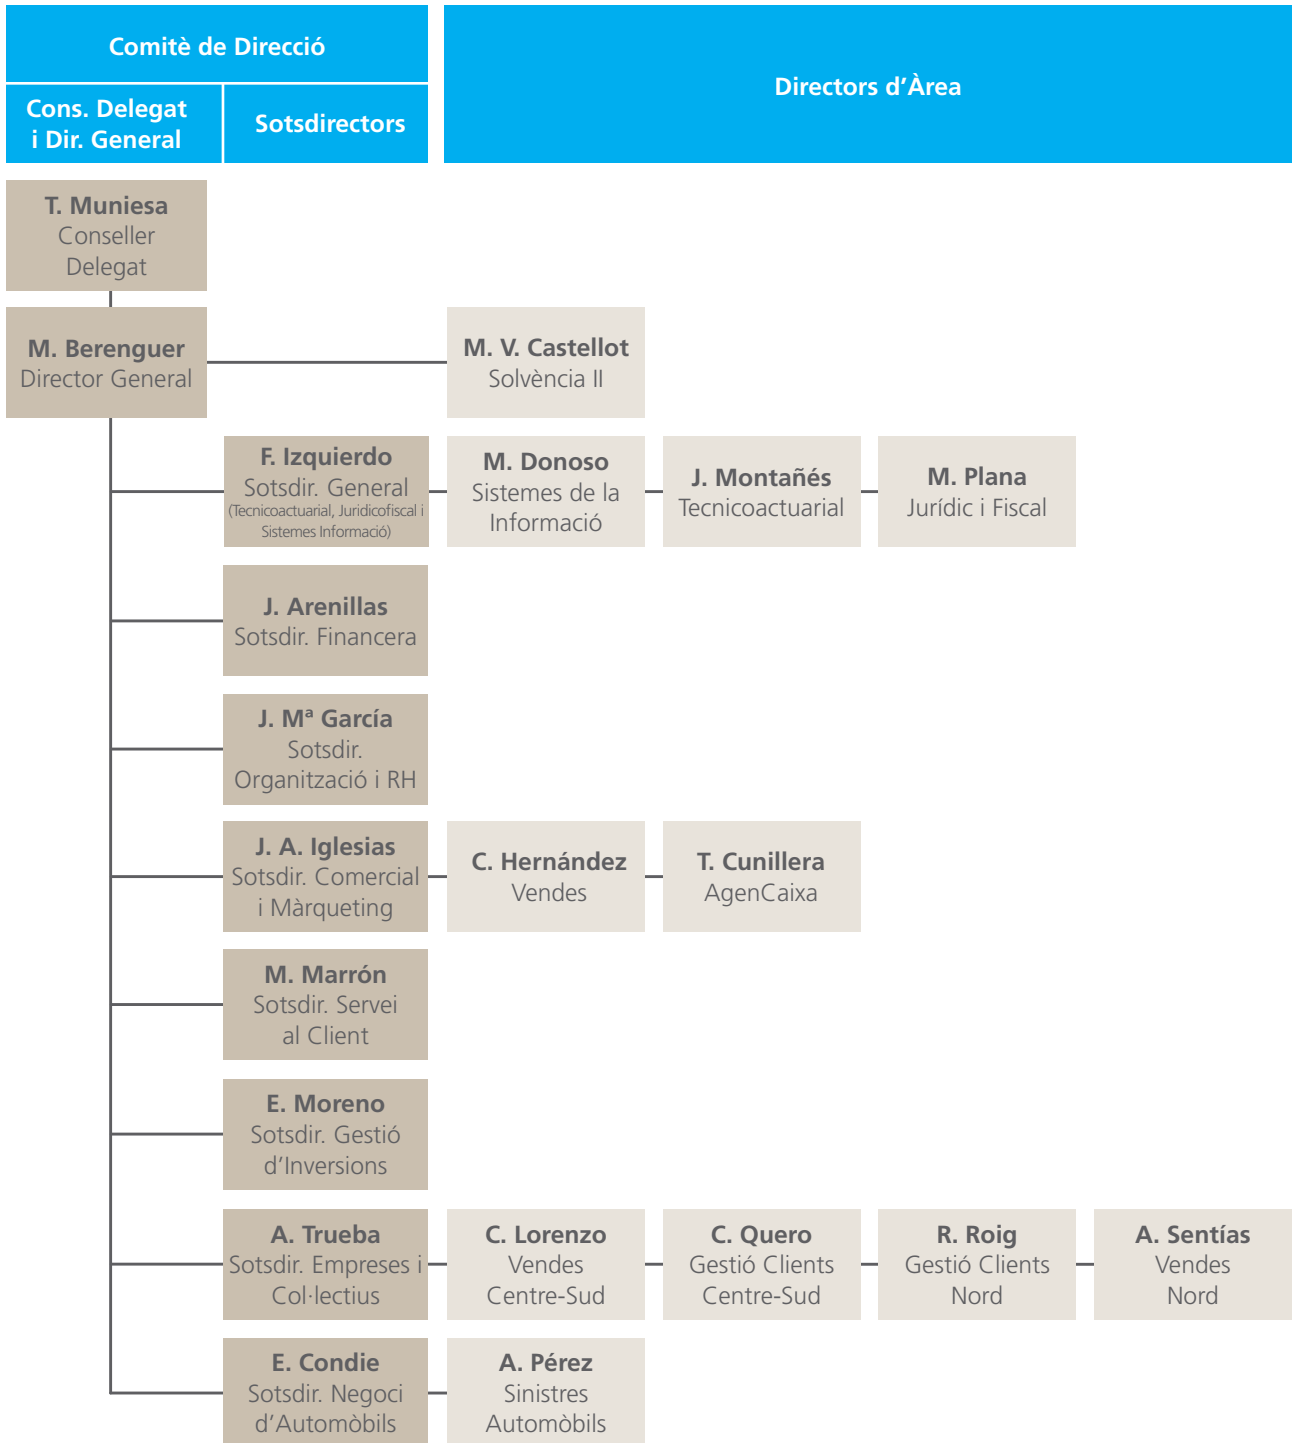 Comitè de Direcció
Directors d'Àrea
Cons. Delegat
i Dir. General
Sotsdirectors
T. Muniesa
Conseller
Delegat
M. Berenguer
Director General
M. V. Castellot
Solvència II
F. Izquierdo
Sotsdir. General
(Tecnicoactuarial, Juridicofiscal i
Sistemes Informació)
M. Donoso
Sistemes de la
Informació
J. Montañés
Tecnicoactuarial
M. Plana
Jurídic i Fiscal
J. Arenillas
Sotsdir. Financera
J. Mª García
Sotsdir.
Organització i RH
J. A. Iglesias
Sotsdir. Comercial
i Màrqueting
C. Hernández
Vendes
T. Cunillera
AgenCaixa
M. Marrón
Sotsdir. Servei
al Client
E. Moreno
Sotsdir. Gestió
d'Inversions
A. Trueba
Sotsdir. Empreses i
Col·lectius
C. Lorenzo
Vendes
Centre-Sud
C. Quero
Gestió Clients
Centre-Sud
R. Roig
Gestió Clients
Nord
A. Sentías
Vendes
Nord
E. Condie
Sotsdir. Negoci
d'Automòbils
A. Pérez
Sinistres
Automòbils